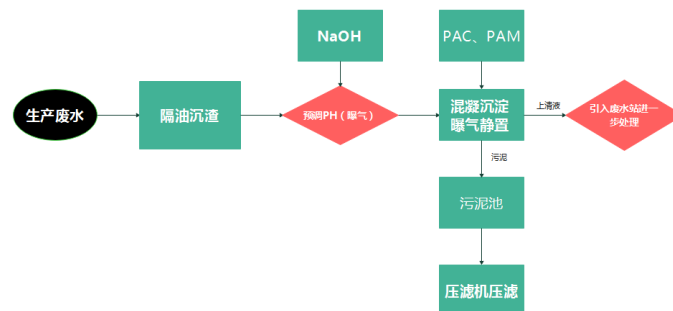 NaOH
PAC、PAM
生产废水
隔油沉渣
预调PH（曝气）
混凝沉淀
曝气静置
上清液
引入废水站进一
步处理
污泥
污泥池
压滤机压滤